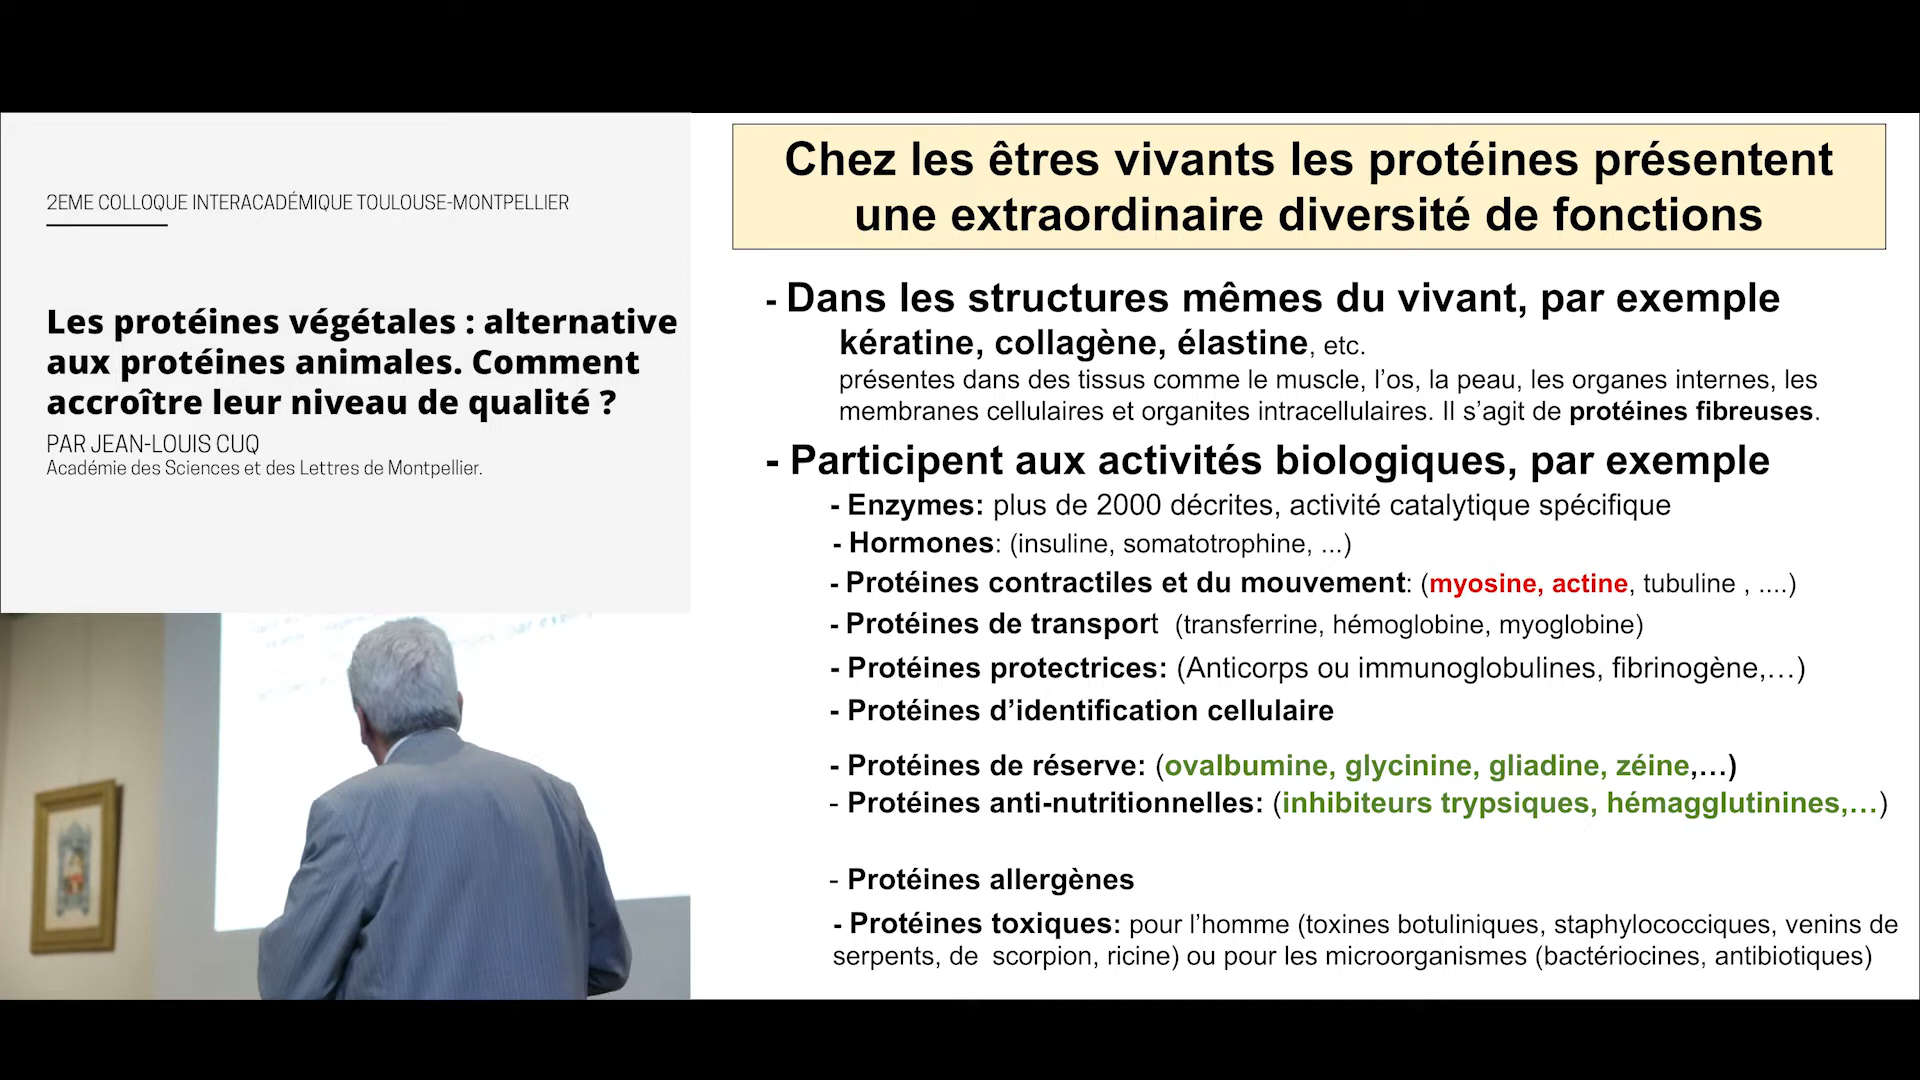 2EME COLLOQUE INTERACADÉMIQUE TOULOUSE-MONTPELLIER
Les protéines végétales : alternative
aux protéines animales. Comment
accroître leur niveau de qualité ?
PAR JEAN-LOUIS CUQ
Académie des Sciences et des Lettres de Montpellier.
Chez les êtres vivants les protéines présentent
une extraordinaire diversité de fonctions
- Dans les structures mêmes du vivant, par exemple
kératine, collagène, élastine, etc.
présentes dans des tissus comme le muscle, l’os, la peau, les organes internes, les
membranes cellulaires et organites intracellulaires. Il s’agit de protéines fibreuses.
- Participent aux activités biologiques, par exemple
- Enzymes: plus de 2000 décrites, activité catalytique spécifique
- Hormones: (insuline, somatotrophine, ...)
- Protéines contractiles et du mouvement: (myosine, actine, tubuline , ....)
- Protéines de transport (transferrine, hémoglobine, myoglobine)
- Protéines protectrices: (Anticorps ou immunoglobulines, fibrinogène,…)
- Protéines d’identification cellulaire
- Protéines de réserve: (ovalbumine, glycinine, gliadine, zéine,…)
- Protéines anti-nutritionnelles: (inhibiteurs trypsiques, hémagglutinines,…)
- Protéines allergènes
- Protéines toxiques: pour l’homme (toxines botuliniques, staphylococciques, venins de
serpents, de scorpion, ricine) ou pour les microorganismes (bactériocines, antibiotiques)